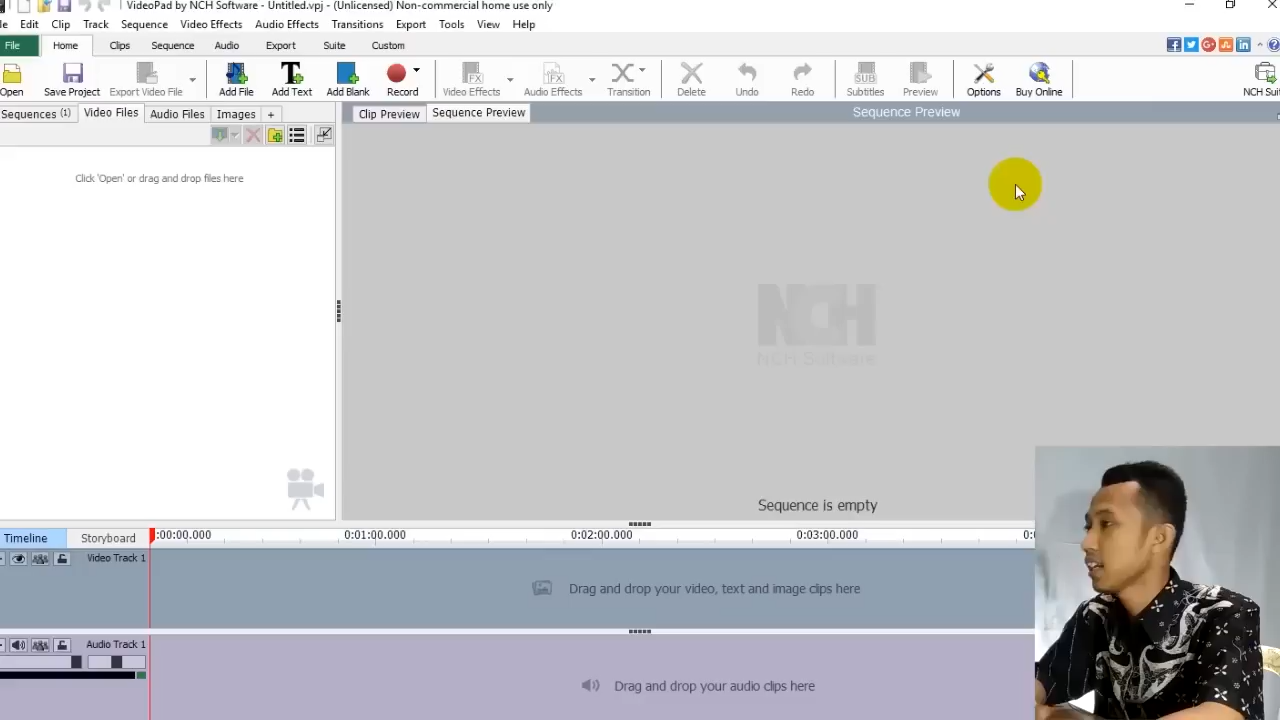 VideoPad by NCH Software - Untitled.vpj - (Unlicensed) Non-commercial home use only
Edit Clip Track Sequence Video Effects Audio Effects Transitions Export Tools View Help
File Home Clips Sequence Audio Export Suite Custom
Open Save Project Export Video File Add File Add Text Add Blank Record Video Effects Audio Effects Transition Delete Undo Redo Subtitles Preview Options Buy Online NCH
Sequences (1) Video Files Audio Files Images + Clip Preview Sequence Preview Sequence Preview
Click 'Open' or drag and drop files here
NCH
NCH Software
Sequence is empty
Timeline Storyboard :00:00.000 0:01:00.000 0:02:00.000 0:03:00.000
Video Track 1
Drag and drop your video, text and image clips here
Audio Track 1
Drag and drop your audio clips here